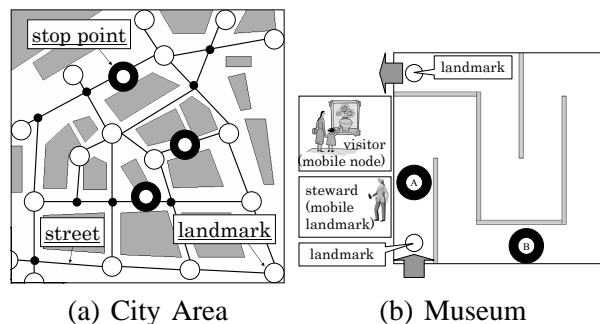 stop point
street
landmark
(a) City Area
landmark
visitor
(mobile node)
steward
(mobile
landmark)
A
landmark
B
(b) Museum